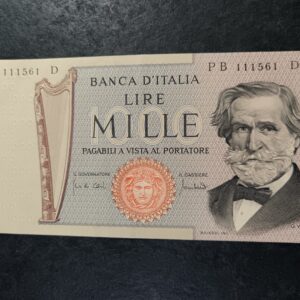 111561 D
PB 111561 D
BANCA D'ITALIA
LIRE
MILLE
PAGABILI A VISTA AL PORTATORE
IL GOVERNATORE
IL CASSIERE